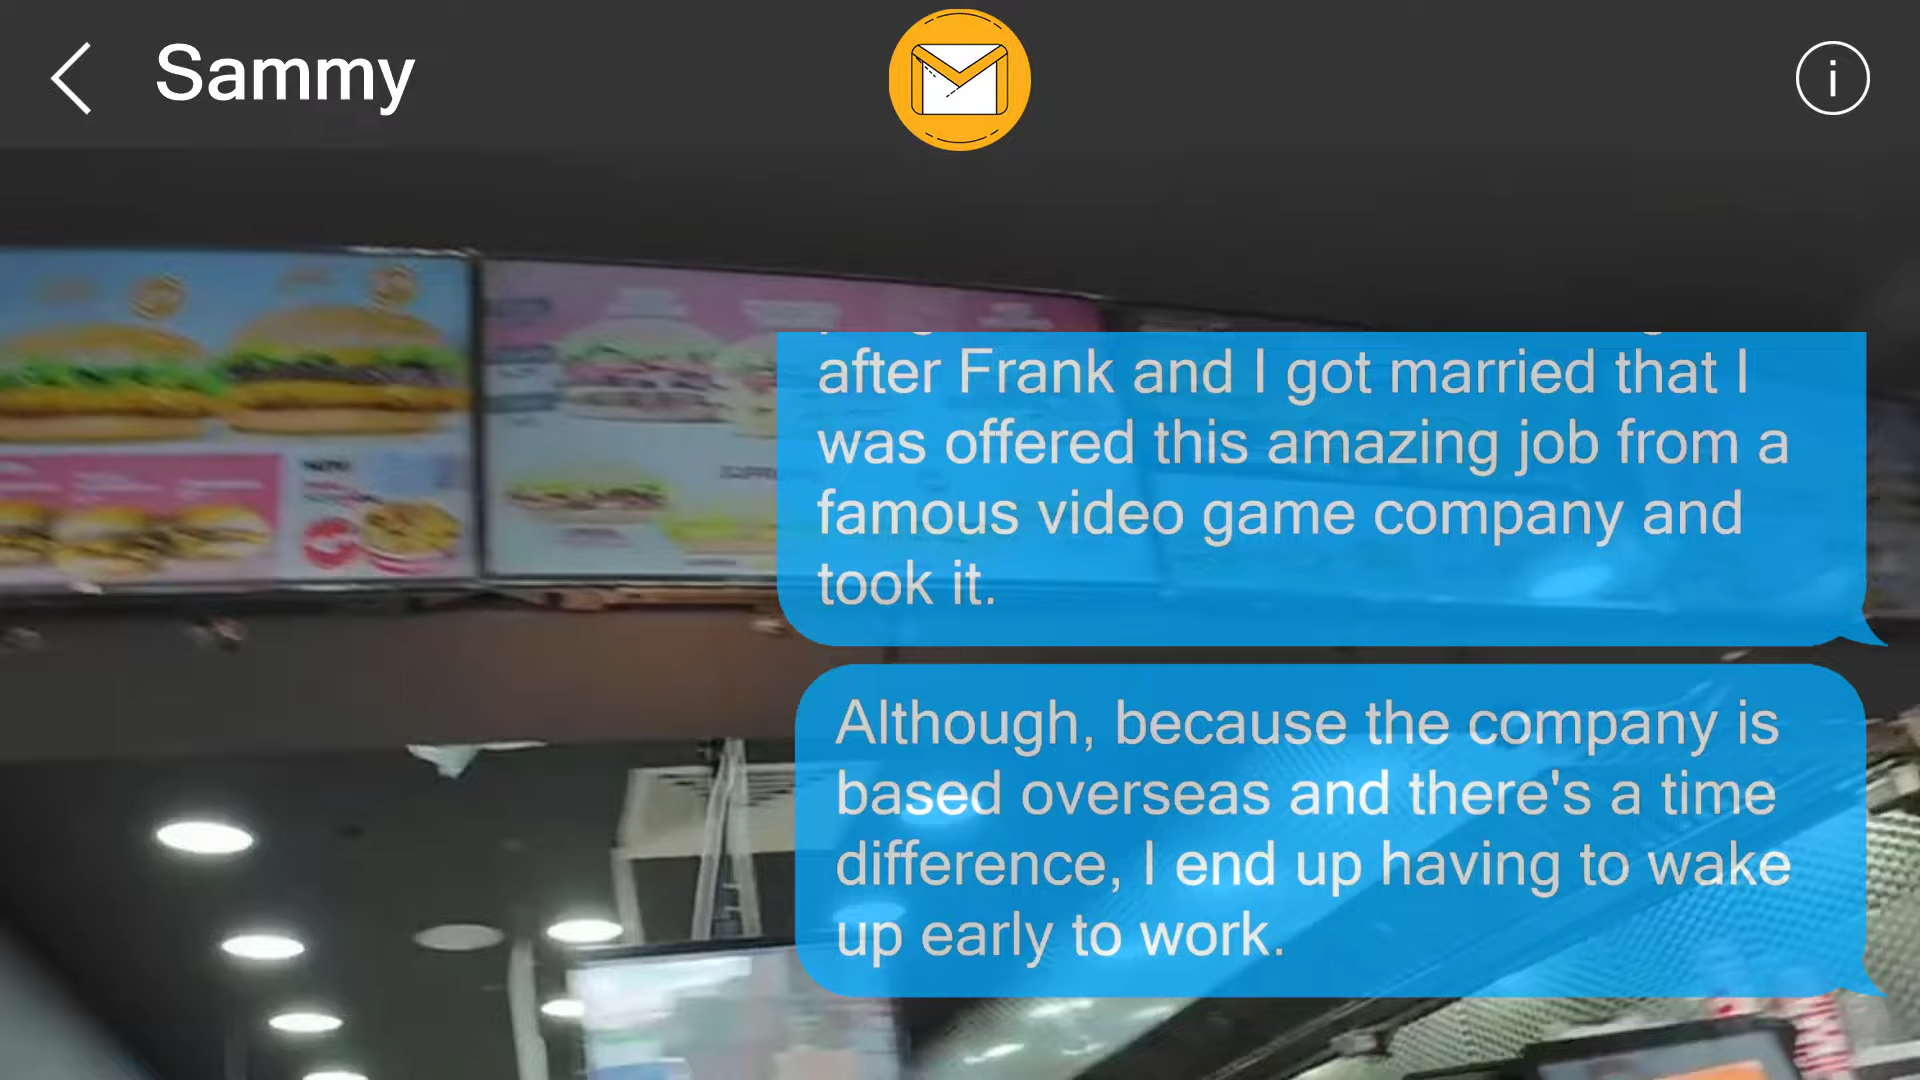 Sammy
after Frank and I got married that I
was offered this amazing job from a
famous video game company and
took it.
Although, because the company is
based overseas and there's a time
difference, I end up having to wake
up early to work.